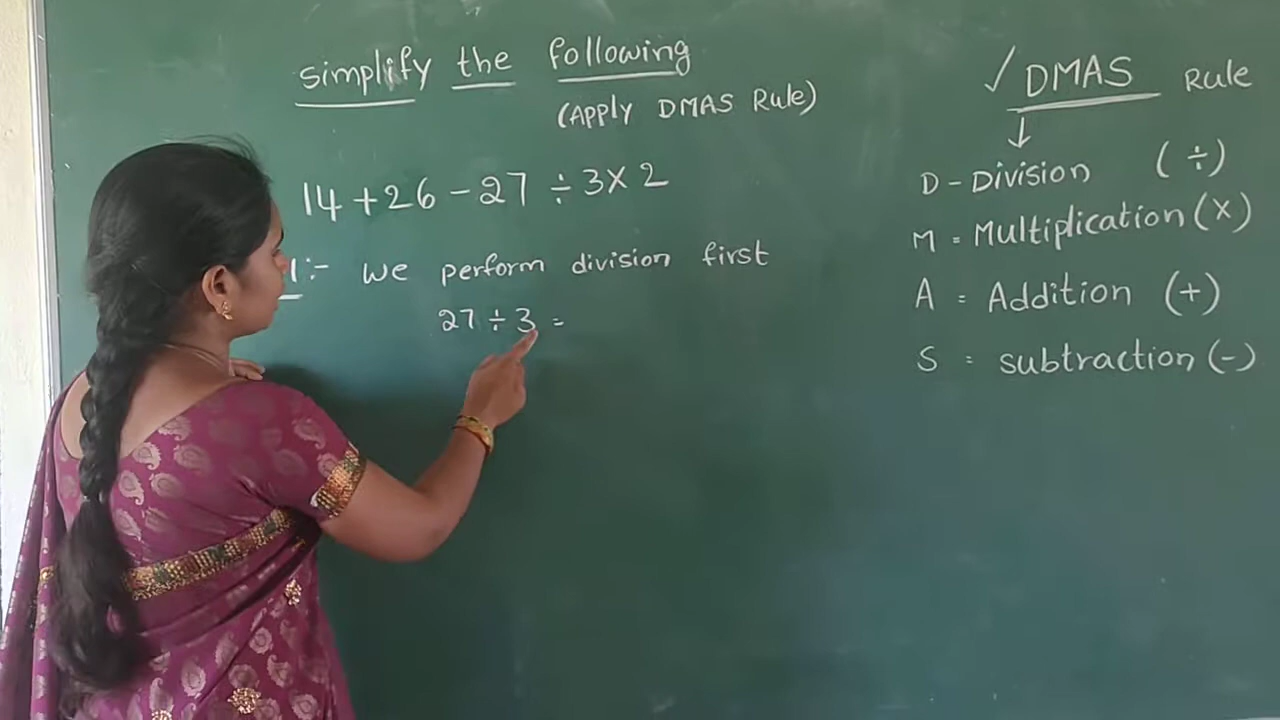 simplify the following
(Apply DMAS Rule)
14 + 26 - 27 ÷ 3 x 2
1:- we perform division first
27 ÷ 3 =
✓ DMAS Rule
↓
D - Division (÷)
M = Multiplication (x)
A = Addition (+)
S = subtraction (-)